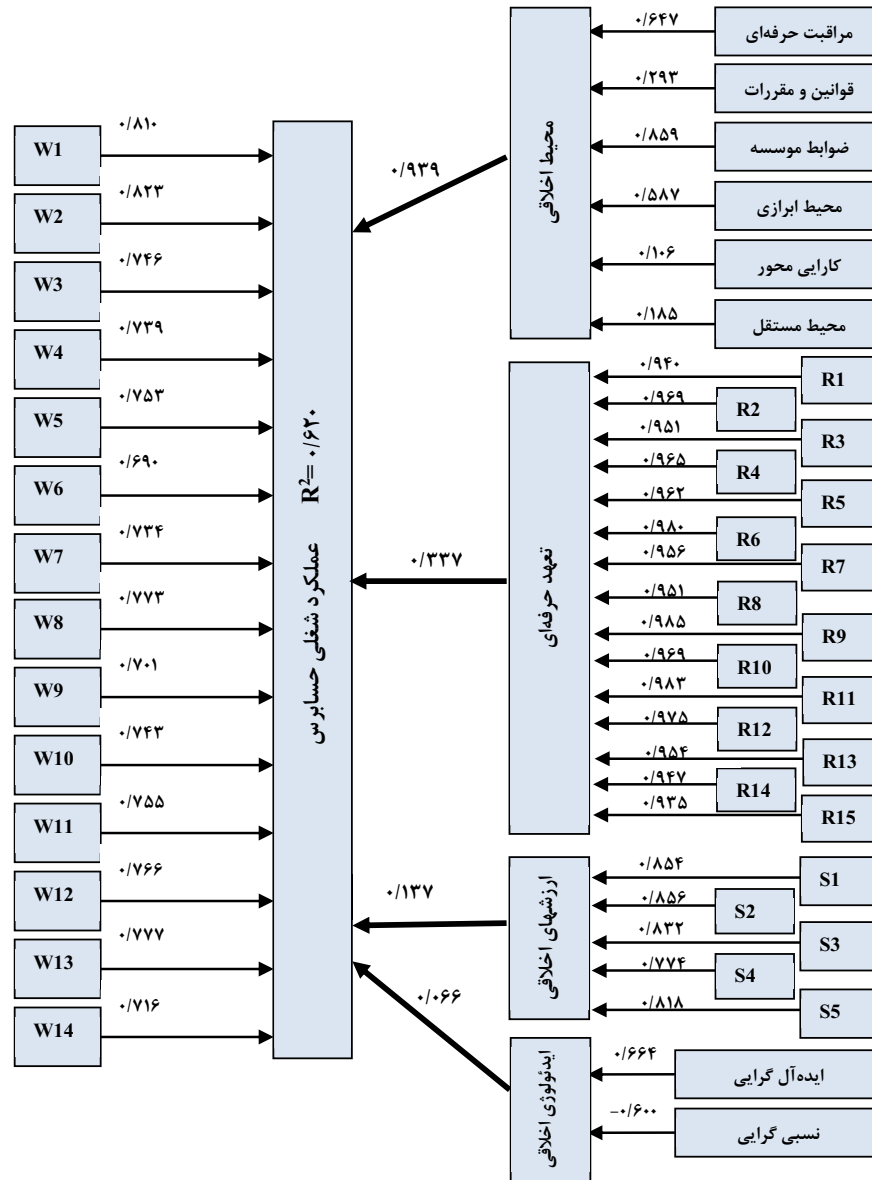 مراقبت حرفه‌ای
۰/۶۴۷
قوانین و مقررات
۰/۲۹۳
ضوابط موسسه
۰/۸۵۹
محیط ابرازی
۰/۵۸۷
کارایی محور
۰/۱۰۶
محیط مستقل
۰/۱۸۵
محیط اخلاقی
۰/۹۳۹
R1
۰/۹۴۰
R2
۰/۹۶۹
R3
۰/۹۵۱
R4
۰/۹۶۵
R5
۰/۹۶۲
R6
۰/۹۸۰
R7
۰/۹۵۶
R8
۰/۹۵۱
R9
۰/۹۸۵
R10
۰/۹۶۹
R11
۰/۹۸۳
R12
۰/۹۷۵
R13
۰/۹۵۴
R14
۰/۹۴۷
R15
۰/۹۳۵
تعهد حرفه‌ای
۰/۳۳۷
S1
۰/۸۵۴
S2
۰/۸۵۶
S3
۰/۸۳۲
S4
۰/۷۷۴
S5
۰/۸۱۸
ارزشهای اخلاقی
۰/۱۳۷
ایده‌آل گرایی
۰/۶۶۴
نسبی گرایی
−۰/۶۰۰
ایدئولوژی اخلاقی
۰/۰۶۶
عملکرد شغلی حسابرس R²= ۰/۶۲۰
W1
۰/۸۱۰
W2
۰/۸۲۳
W3
۰/۷۴۶
W4
۰/۷۳۹
W5
۰/۷۵۳
W6
۰/۶۹۰
W7
۰/۷۳۴
W8
۰/۷۷۳
W9
۰/۷۰۱
W10
۰/۷۴۳
W11
۰/۷۵۵
W12
۰/۷۶۶
W13
۰/۷۷۷
W14
۰/۷۱۶